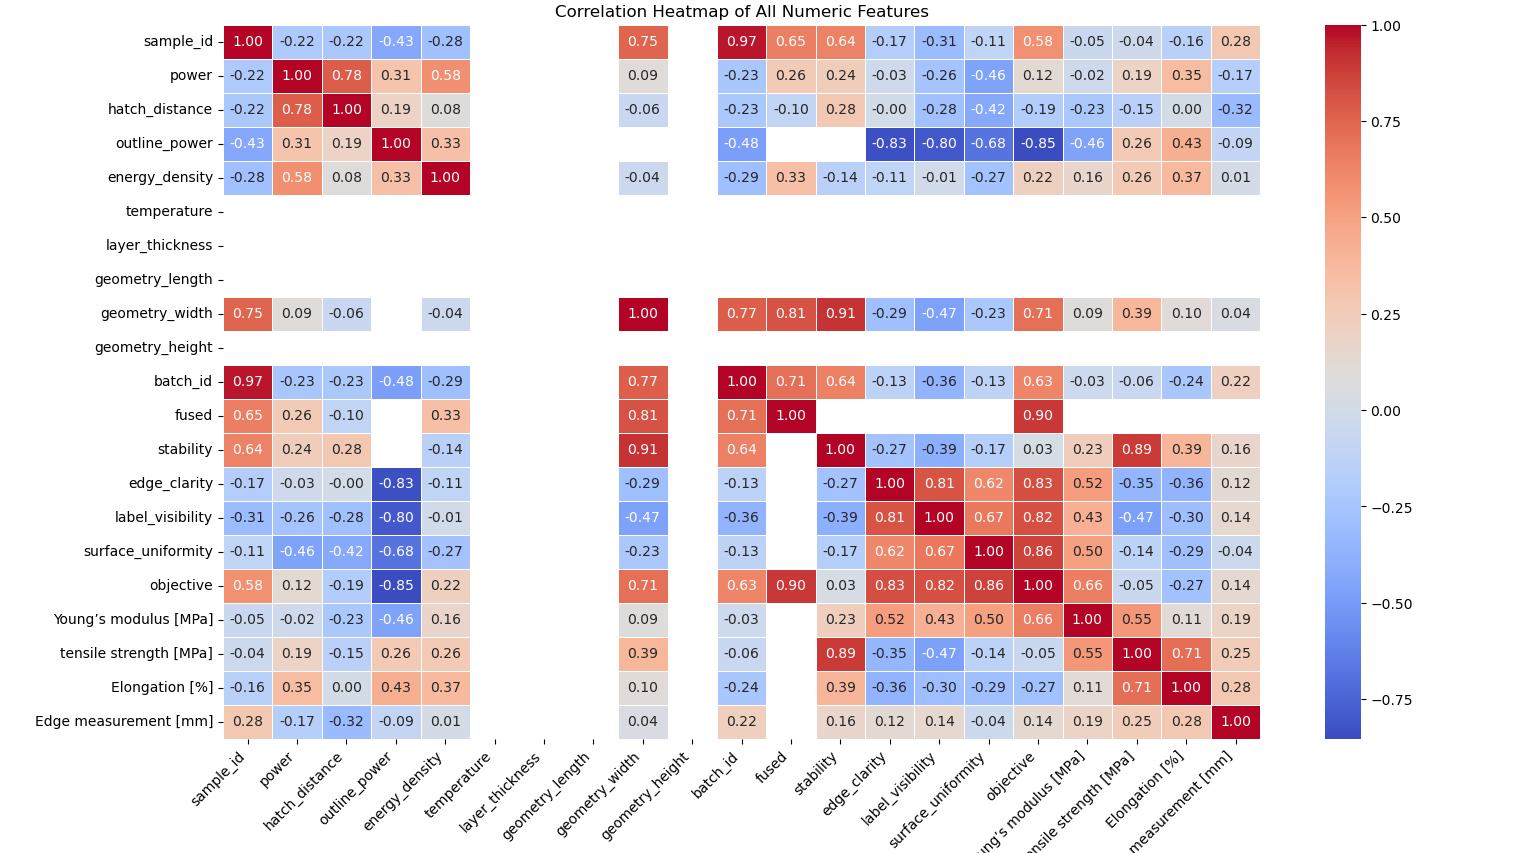 Correlation Heatmap of All Numeric Features
sample_id 1.00 -0.22 -0.22 -0.43 -0.28 0.75 0.97 0.65 0.64 -0.17 -0.31 -0.11 0.58 -0.05 -0.04 -0.16 0.28
power -0.22 1.00 0.78 0.31 0.58 0.09 -0.23 0.26 0.24 -0.03 -0.26 -0.46 0.12 -0.02 0.19 0.35 -0.17
hatch_distance -0.22 0.78 1.00 0.19 0.08 -0.06 -0.23 -0.10 0.28 -0.00 -0.28 -0.42 -0.19 -0.23 -0.15 0.00 -0.32
outline_power -0.43 0.31 0.19 1.00 0.33 -0.48 -0.83 -0.80 -0.68 -0.85 -0.46 0.26 0.43 -0.09
energy_density -0.28 0.58 0.08 0.33 1.00 -0.04 -0.29 0.33 -0.14 -0.11 -0.01 -0.27 0.22 0.16 0.26 0.37 0.01
temperature
layer_thickness
geometry_length
geometry_width 0.75 0.09 -0.06 -0.04 1.00 0.77 0.81 0.91 -0.29 -0.47 -0.23 0.71 0.09 0.39 0.10 0.04
geometry_height
batch_id 0.97 -0.23 -0.23 -0.48 -0.29 0.77 1.00 0.71 0.64 -0.13 -0.36 -0.13 0.63 -0.03 -0.06 -0.24 0.22
fused 0.65 0.26 -0.10 0.33 0.81 0.71 1.00 0.90
stability 0.64 0.24 0.28 -0.14 0.91 0.64 1.00 -0.27 -0.39 -0.17 0.03 0.23 0.89 0.39 0.16
edge_clarity -0.17 -0.03 -0.00 -0.83 -0.11 -0.29 -0.13 -0.27 1.00 0.81 0.62 0.83 0.52 -0.35 -0.36 0.12
label_visibility -0.31 -0.26 -0.28 -0.80 -0.01 -0.47 -0.36 -0.39 0.81 1.00 0.67 0.82 0.43 -0.47 -0.30 0.14
surface_uniformity -0.11 -0.46 -0.42 -0.68 -0.27 -0.23 -0.13 -0.17 0.62 0.67 1.00 0.86 0.50 -0.14 -0.29 -0.04
objective 0.58 0.12 -0.19 -0.85 0.22 0.71 0.63 0.90 0.03 0.83 0.82 0.86 1.00 0.66 -0.05 -0.27 0.14
Young’s modulus [MPa] -0.05 -0.02 -0.23 -0.46 0.16 0.09 -0.03 0.23 0.52 0.43 0.50 0.66 1.00 0.55 0.11 0.19
tensile strength [MPa] -0.04 0.19 -0.15 0.26 0.26 0.39 -0.06 0.89 -0.35 -0.47 -0.14 -0.05 0.55 1.00 0.71 0.25
Elongation [%] -0.16 0.35 0.00 0.43 0.37 0.10 -0.24 0.39 -0.36 -0.30 -0.29 -0.27 0.11 0.71 1.00 0.28
Edge measurement [mm] 0.28 -0.17 -0.32 -0.09 0.01 0.04 0.22 0.16 0.12 0.14 -0.04 0.14 0.19 0.25 0.28 1.00
sample_id
power
hatch_distance
outline_power
energy_density
temperature
layer_thickness
geometry_length
geometry_width
geometry_height
batch_id
fused
stability
edge_clarity
label_visibility
surface_uniformity
objective
ng’s modulus [MPa]
nsile strength [MPa]
Elongation [%]
measurement [mm]
1.00
0.75
0.50
0.25
0.00
−0.25
−0.50
−0.75